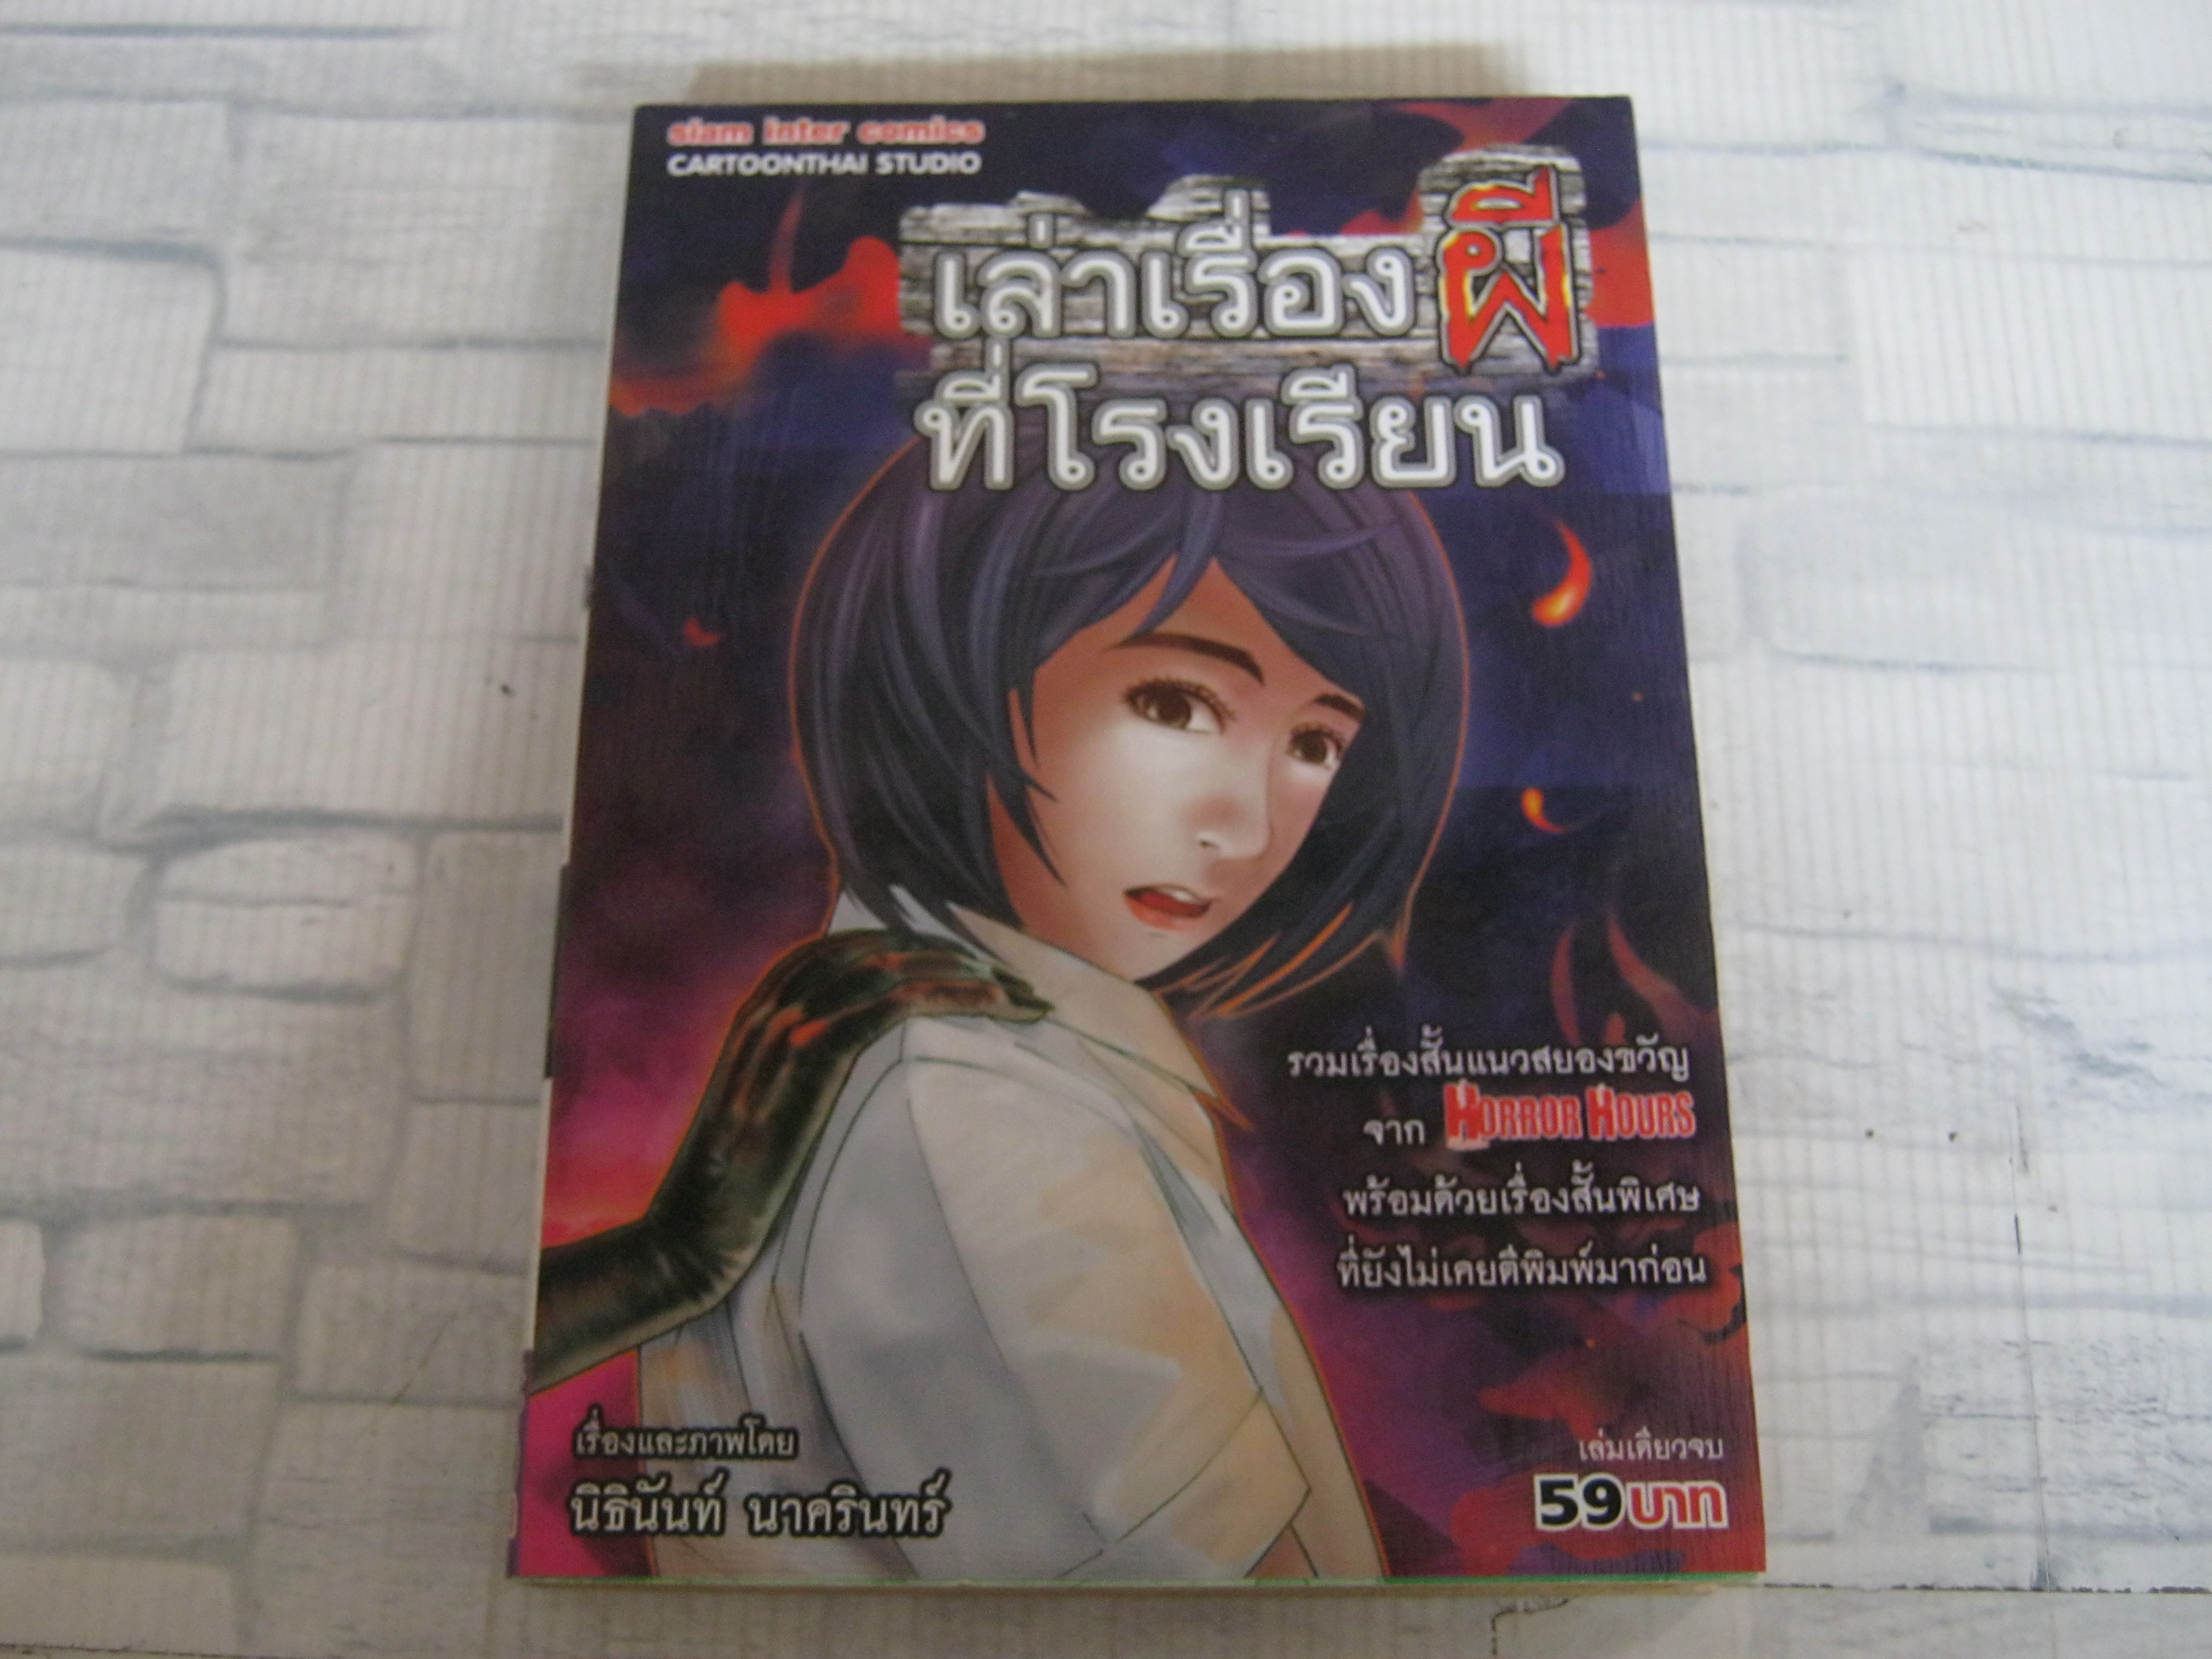 siam inter comics
CARTOONTHAI STUDIO
เล่าเรื่องผี
ที่โรงเรียน
รวมเรื่องสั้นแนวสยองขวัญ
จาก HORROR HOURS
พร้อมด้วยเรื่องสั้นพิเศษ
ที่ยังไม่เคยตีพิมพ์มาก่อน
เรื่องและภาพโดย
นิธินันท์ นาครินทร์
เล่มเดียวจบ
59บาท